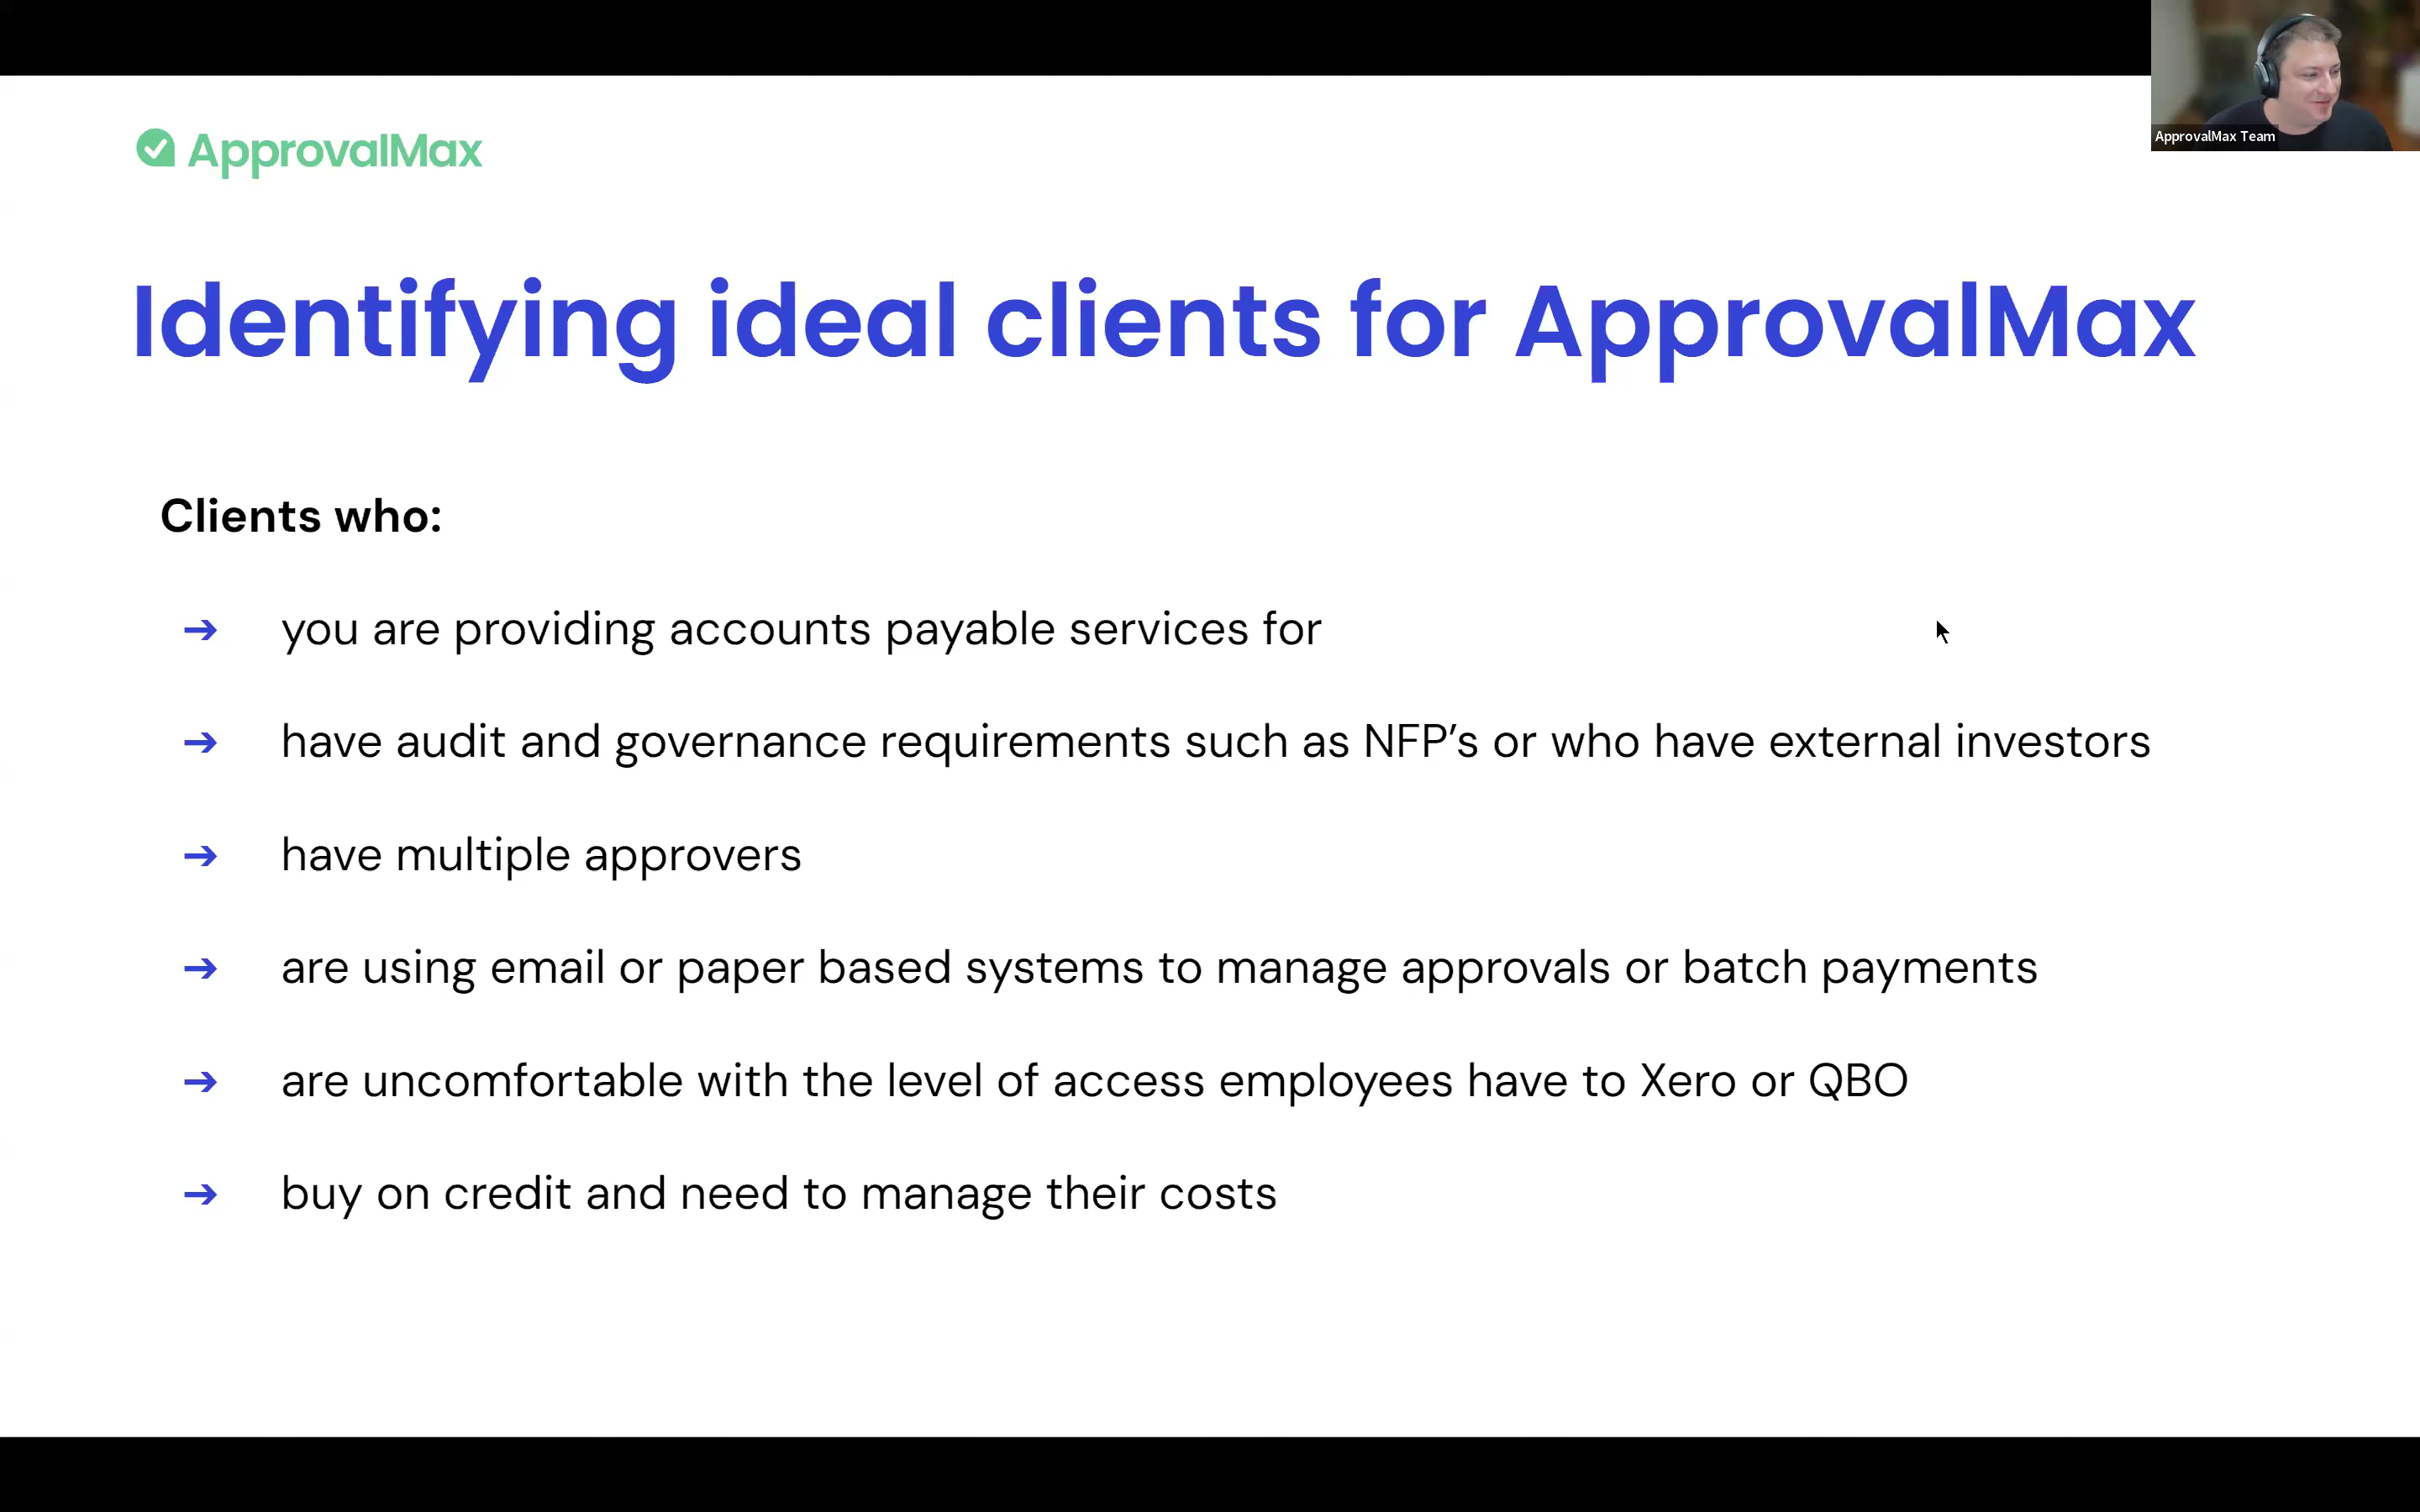 ApprovalMax Team
ApprovalMax
Identifying ideal clients for ApprovalMax
Clients who:
➔ you are providing accounts payable services for
➔ have audit and governance requirements such as NFP’s or who have external investors
➔ have multiple approvers
➔ are using email or paper based systems to manage approvals or batch payments
➔ are uncomfortable with the level of access employees have to Xero or QBO
➔ buy on credit and need to manage their costs